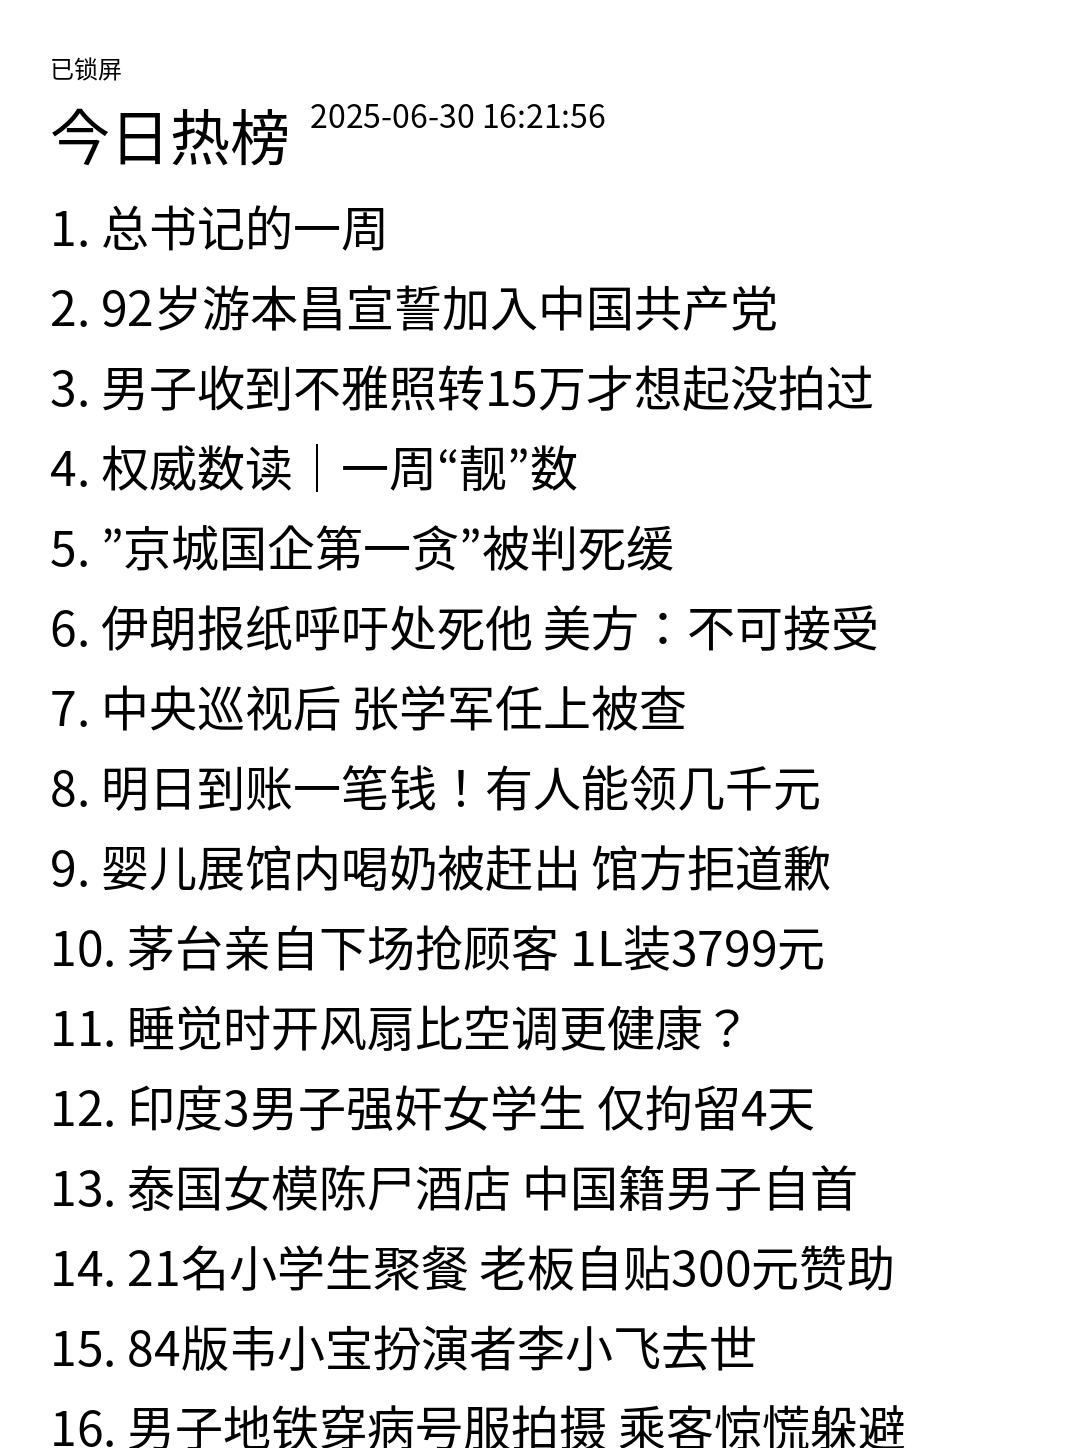 已锁屏
今日热榜 2025-06-30 16:21:56
1. 总书记的一周
2. 92岁游本昌宣誓加入中国共产党
3. 男子收到不雅照转15万才想起没拍过
4. 权威数读｜一周“靓”数
5. ”京城国企第一贪”被判死缓
6. 伊朗报纸呼吁处死他 美方：不可接受
7. 中央巡视后 张学军任上被查
8. 明日到账一笔钱！有人能领几千元
9. 婴儿展馆内喝奶被赶出 馆方拒道歉
10. 茅台亲自下场抢顾客 1L装3799元
11. 睡觉时开风扇比空调更健康？
12. 印度3男子强奸女学生 仅拘留4天
13. 泰国女模陈尸酒店 中国籍男子自首
14. 21名小学生聚餐 老板自贴300元赞助
15. 84版韦小宝扮演者李小飞去世
16. 男子地铁穿病号服拍摄 乘客惊慌躲避